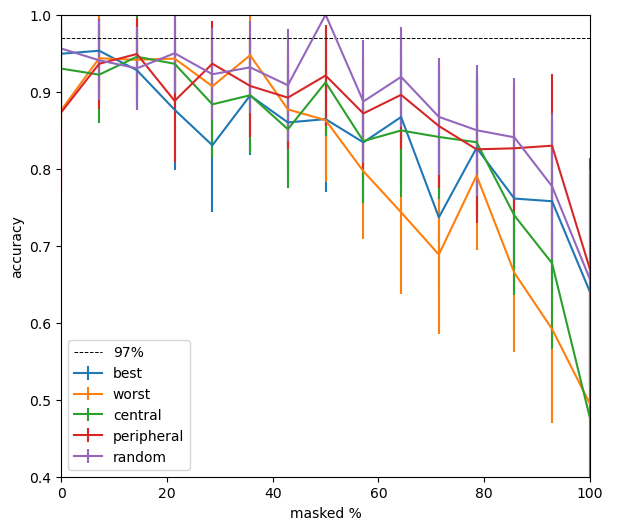 1.0
0.9
0.8
0.7
0.6
0.5
0.4
accuracy
97%
best
worst
central
peripheral
random
0 20 40 60 80 100
masked %